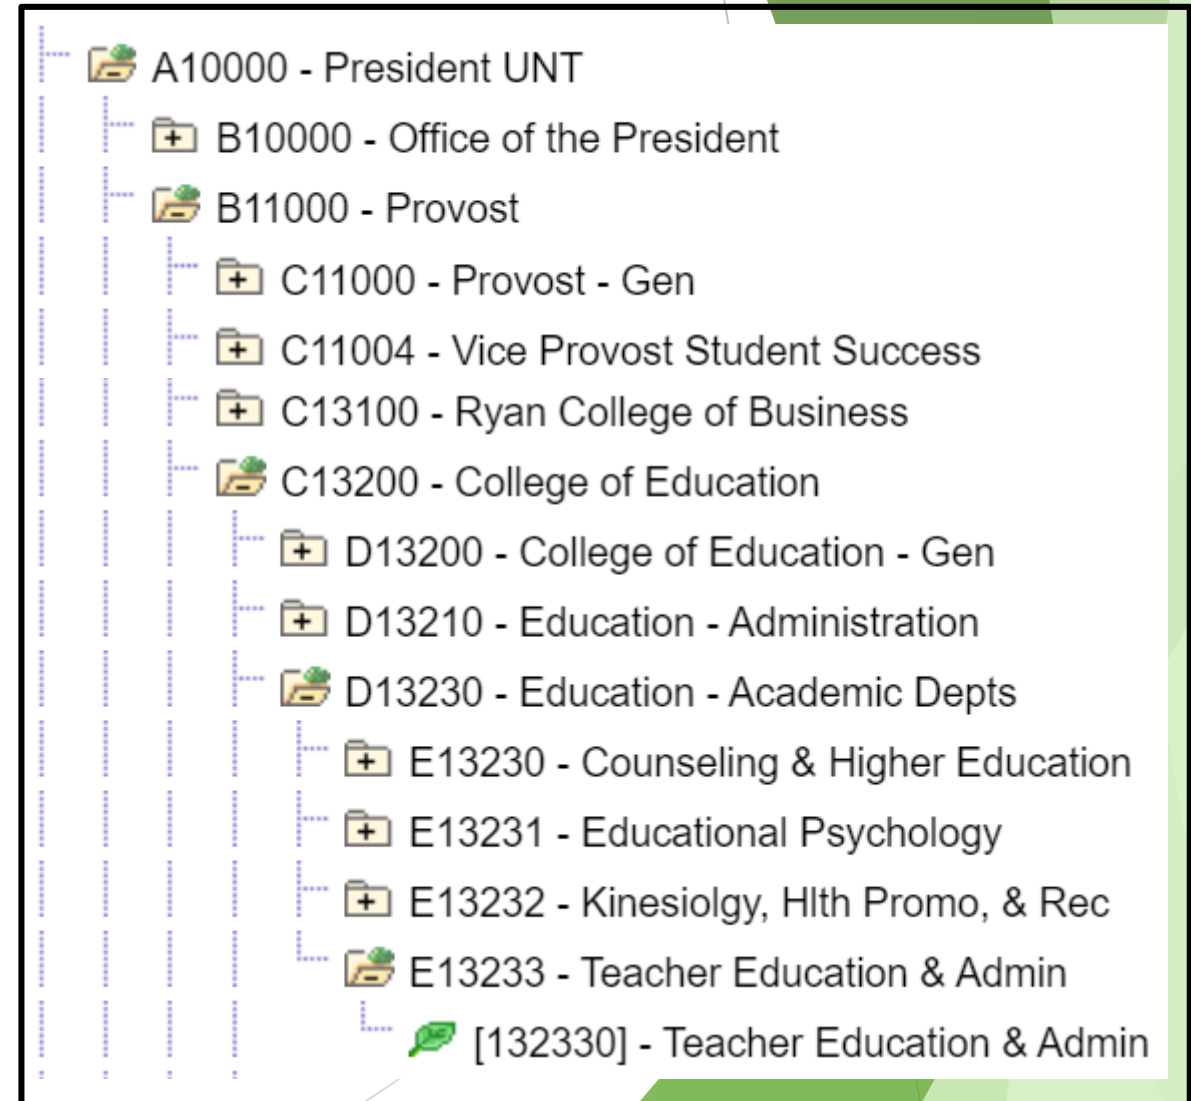 A10000 - President UNT
B10000 - Office of the President
B11000 - Provost
C11000 - Provost - Gen
C11004 - Vice Provost Student Success
C13100 - Ryan College of Business
C13200 - College of Education
D13200 - College of Education - Gen
D13210 - Education - Administration
D13230 - Education - Academic Depts
E13230 - Counseling & Higher Education
E13231 - Educational Psychology
E13232 - Kinesiolgy, Hlth Promo, & Rec
E13233 - Teacher Education & Admin
[132330] - Teacher Education & Admin